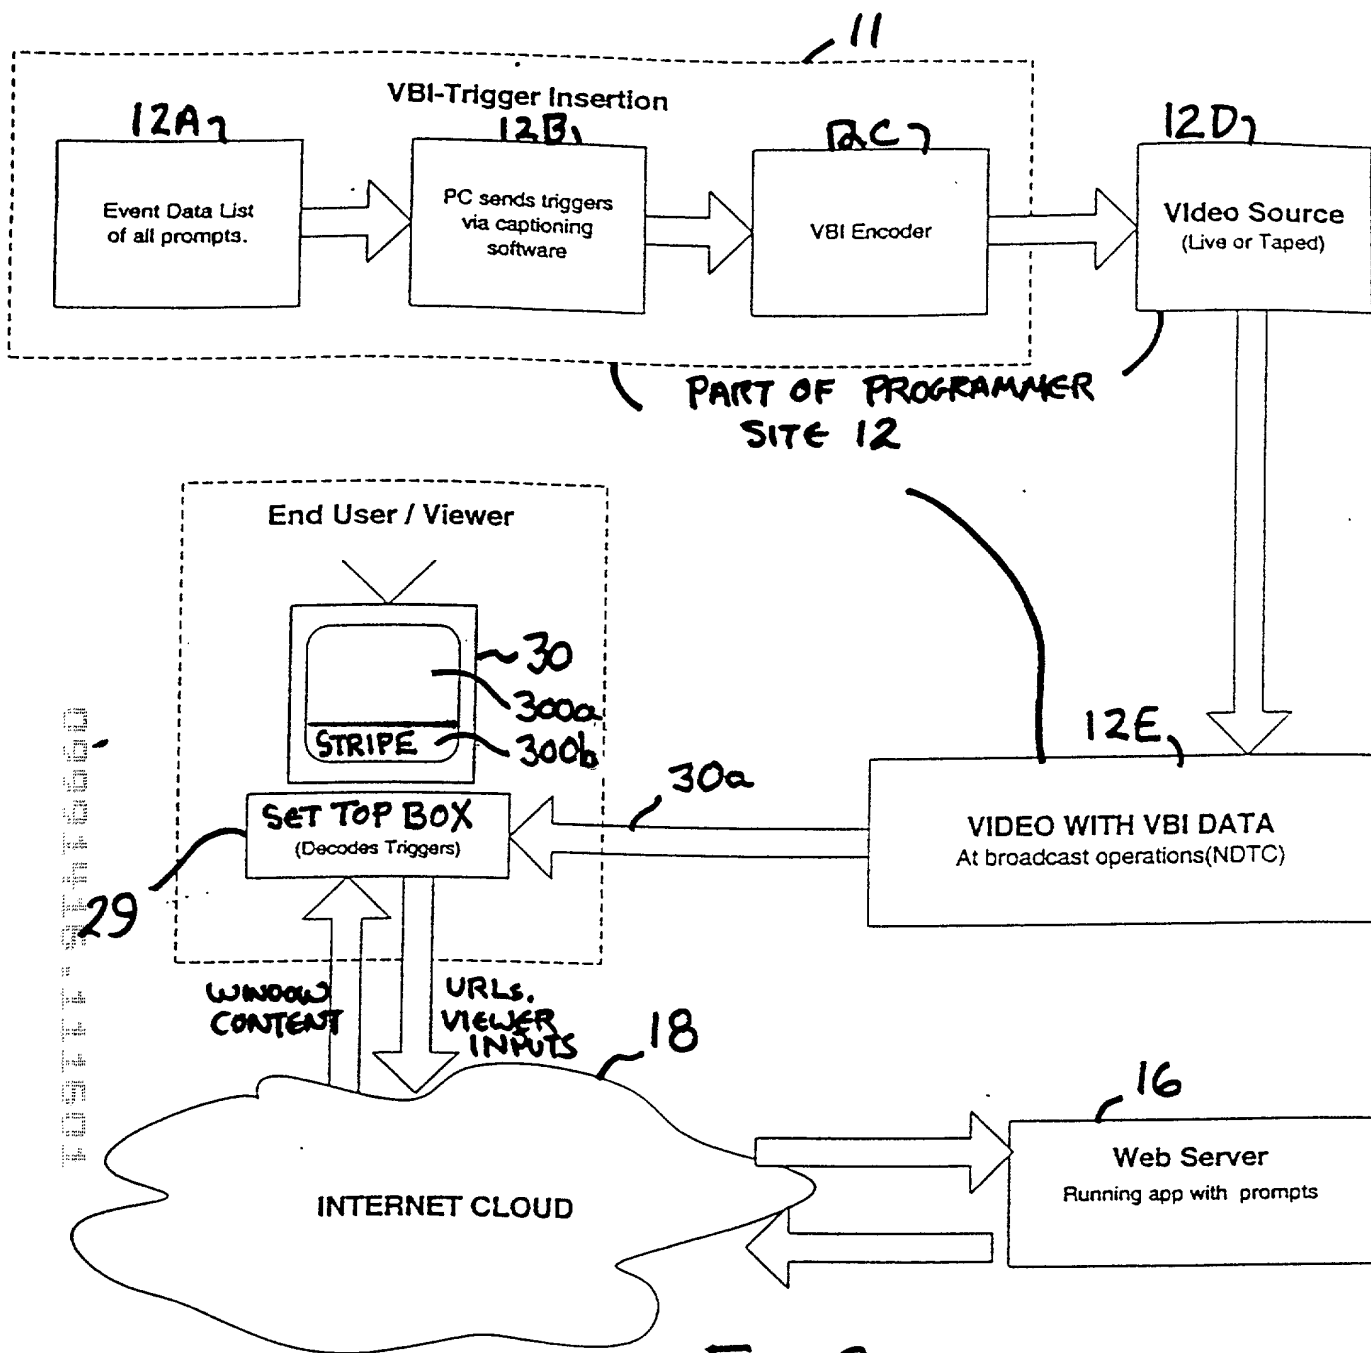 11
VBI-Trigger Insertion
12A
12B
12C
12D
Event Data List
of all prompts.
PC sends triggers
via captioning
software
VBI Encoder
VIdeo Source
(Live or Taped)
PART OF PROGRAMMER
SITE 12
End User / Viewer
30
300a
STRIPE
300b
30a
12E
SET TOP BOX
(Decodes Triggers)
29
VIDEO WITH VBI DATA
At broadcast operations(NDTC)
WINDOW
CONTENT
URLs,
VIEWER
INPUTS
18
16
INTERNET CLOUD
Web Server
Running app with prompts